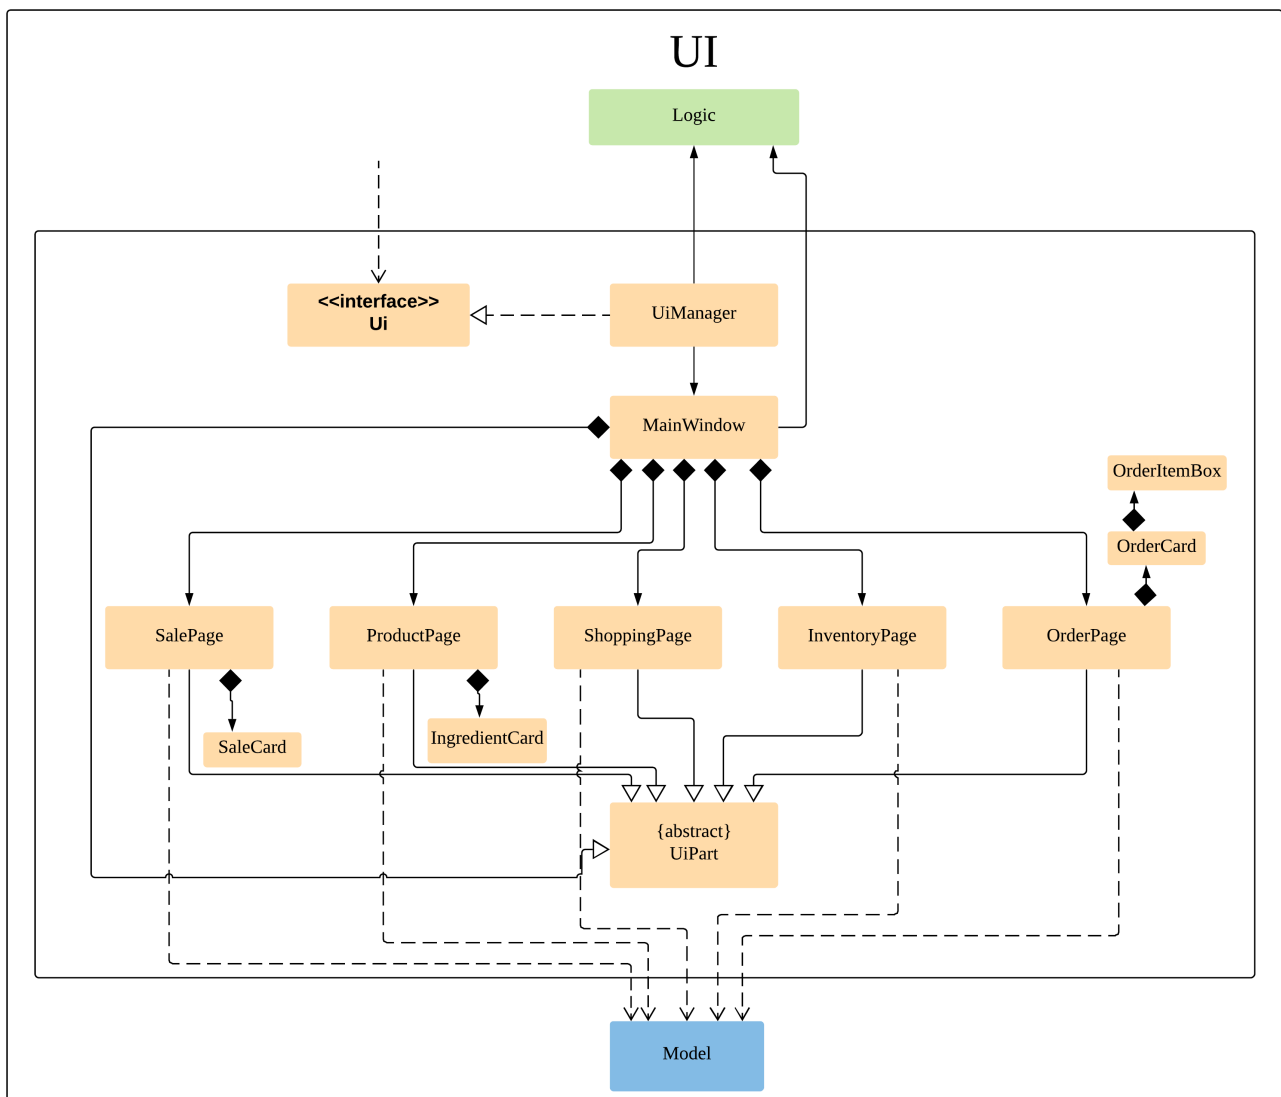 UI
Logic
<<interface>>
Ui
UiManager
MainWindow
OrderItemBox
OrderCard
SalePage
ProductPage
ShoppingPage
InventoryPage
OrderPage
SaleCard
IngredientCard
{abstract}
UiPart
Model